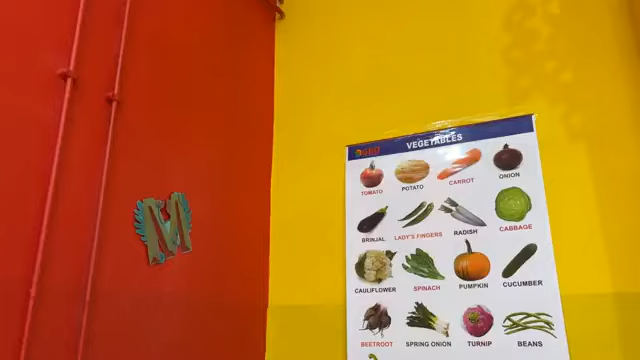 M
VEGETABLES
TOMATO POTATO CARROT ONION
BRINJAL LADY'S FINGERS RADISH CABBAGE
CAULIFLOWER SPINACH PUMPKIN CUCUMBER
BEETROOT SPRING ONION TURNIP BEANS